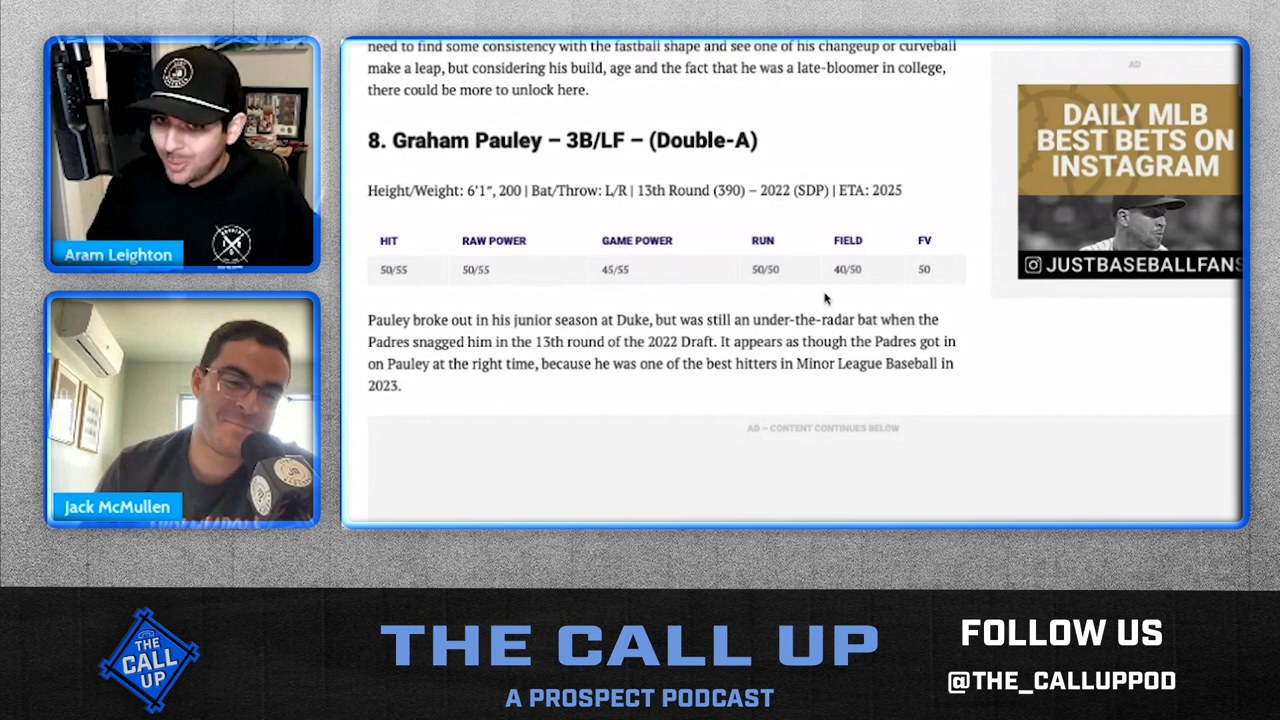 Aram Leighton
Jack McMullen
need to find some consistency with the fastball shape and see one of his changeup or curveball
make a leap, but considering his build, age and the fact that he was a late-bloomer in college,
there could be more to unlock here.
8. Graham Pauley – 3B/LF – (Double-A)
Height/Weight: 6'1", 200 | Bat/Throw: L/R | 13th Round (390) – 2022 (SDP) | ETA: 2025
HIT RAW POWER GAME POWER RUN FIELD FV
50/55 50/55 45/55 50/50 40/50 50
Pauley broke out in his junior season at Duke, but was still an under-the-radar bat when the
Padres snagged him in the 13th round of the 2022 Draft. It appears as though the Padres got in
on Pauley at the right time, because he was one of the best hitters in Minor League Baseball in
2023.
AD – CONTENT CONTINUES BELOW
AD
DAILY MLB
BEST BETS ON
INSTAGRAM
JUSTBASEBALLFANS
THE
CALL
UP
THE CALL UP
A PROSPECT PODCAST
FOLLOW US
@THE_CALLUPPOD